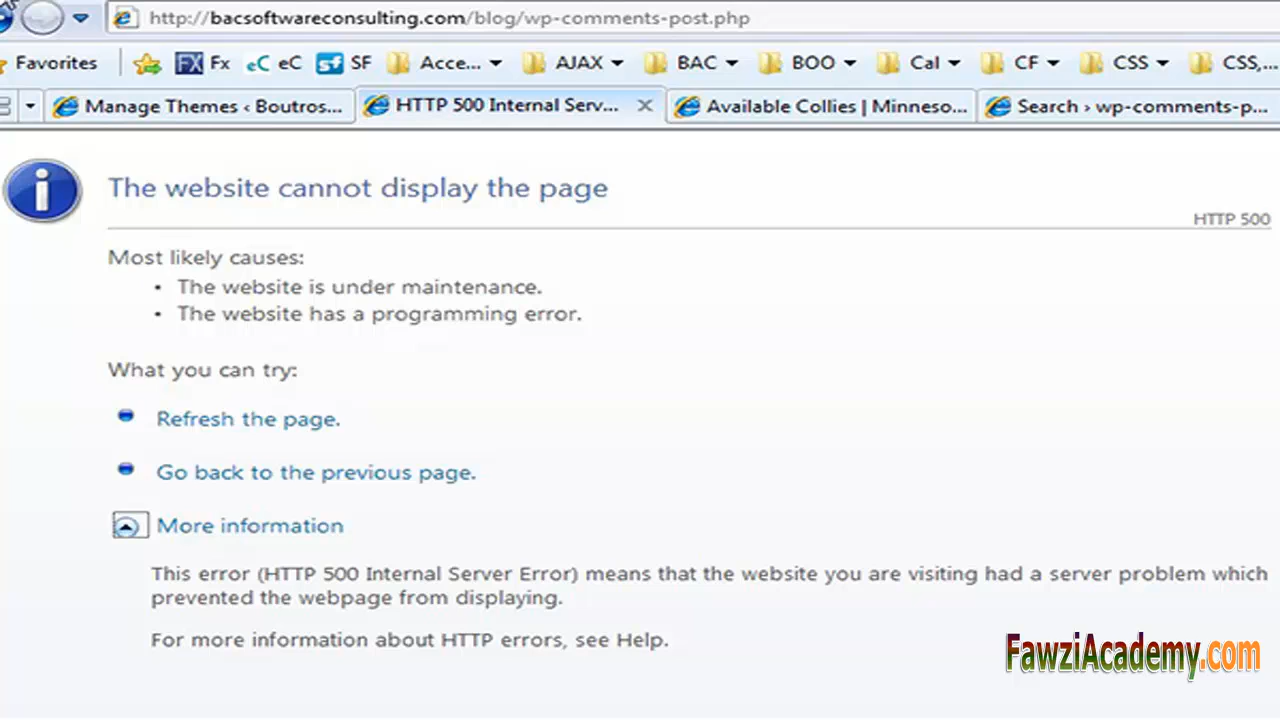 http://bacsoftwareconsulting.com/blog/wp-comments-post.php
Favorites FX Fx eC eC sf SF Acce... AJAX BAC BOO Cal CF CSS CSS,...
Manage Themes ‹ Boutros... HTTP 500 Internal Serv... Available Collies | Minneso... Search › wp-comments-p...
The website cannot display the page
HTTP 500
Most likely causes:
• The website is under maintenance.
• The website has a programming error.
What you can try:
Refresh the page.
Go back to the previous page.
More information
This error (HTTP 500 Internal Server Error) means that the website you are visiting had a server problem which
prevented the webpage from displaying.
For more information about HTTP errors, see Help.
FawziAcademy.com